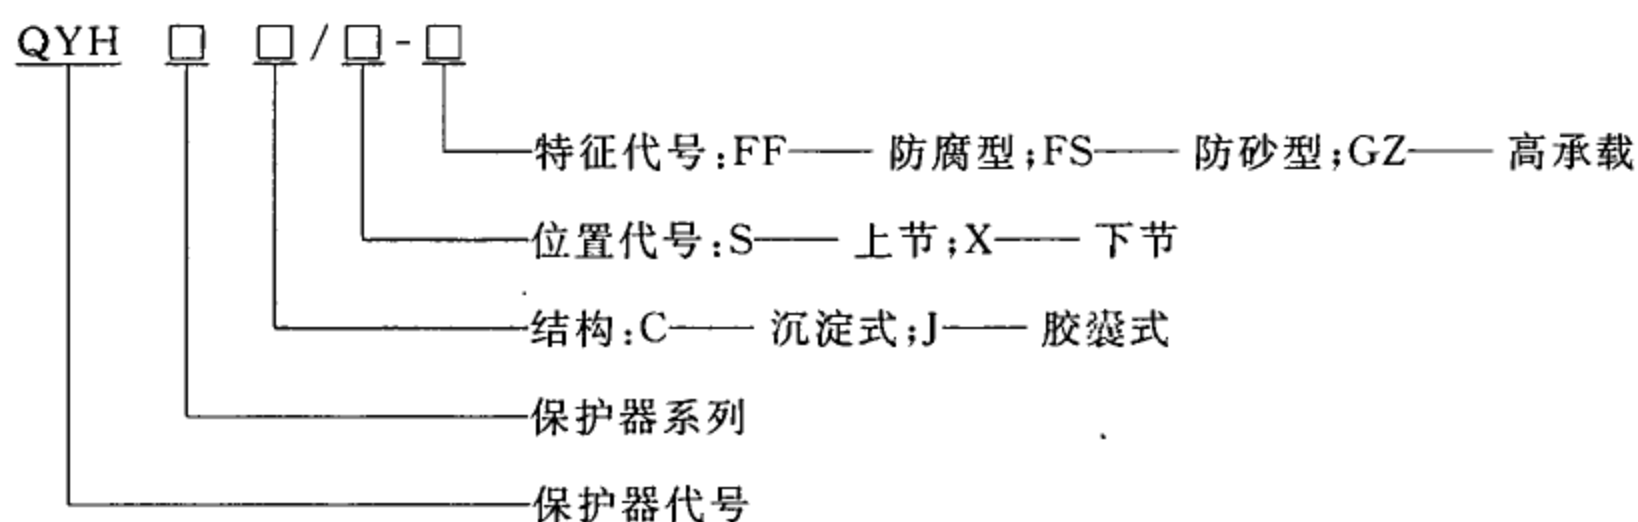 QYH □ □/□-□
特征代号:FF—— 防腐型;FS—— 防砂型;GZ—— 高承载
位置代号:S—— 上节;X—— 下节
结构:C—— 沉淀式;J—— 胶囊式
保护器系列
保护器代号